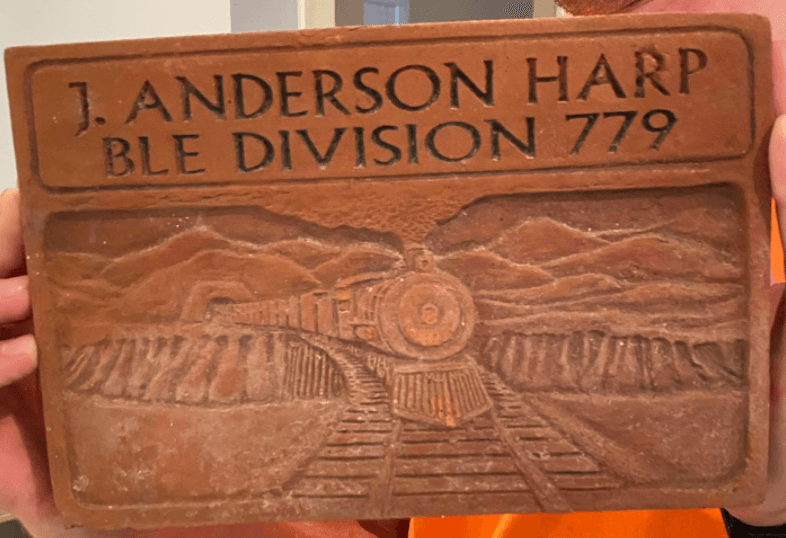 J. ANDERSON HARP
BLE DIVISION 779